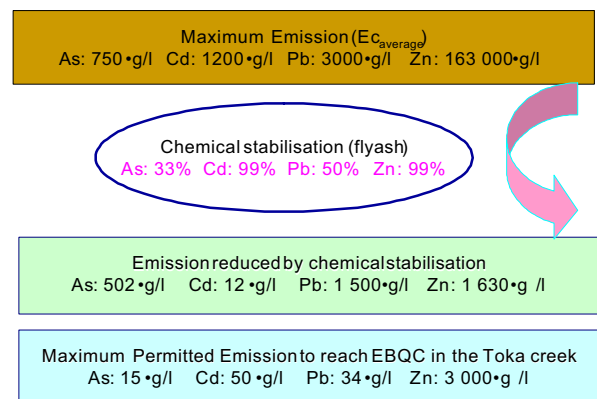 Maximum Emission (Ec average)
As: 750•g/l Cd: 1200•g/l Pb: 3000•g/l Zn: 163 000•g/l
Chemical stabilisation (flyash)
As: 33% Cd: 99% Pb: 50% Zn: 99%
Emission reduced by chemical stabilisation
As: 502•g/l Cd: 12•g/l Pb: 1 500•g/l Zn: 1 630•g /l
Maximum Permitted Emission to reach EBQC in the Toka creek
As: 15•g/l Cd: 50•g/l Pb: 34•g/l Zn: 3 000•g /l